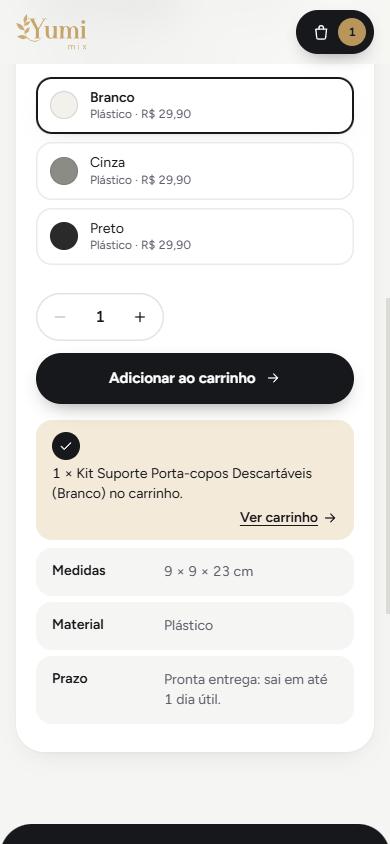 Yumi
mix
1
Branco
Plástico · R$ 29,90
Cinza
Plástico · R$ 29,90
Preto
Plástico · R$ 29,90
− 1 +
Adicionar ao carrinho →
1 × Kit Suporte Porta-copos Descartáveis
(Branco) no carrinho.
Ver carrinho →
Medidas 9 × 9 × 23 cm
Material Plástico
Prazo Pronta entrega: sai em até
1 dia útil.